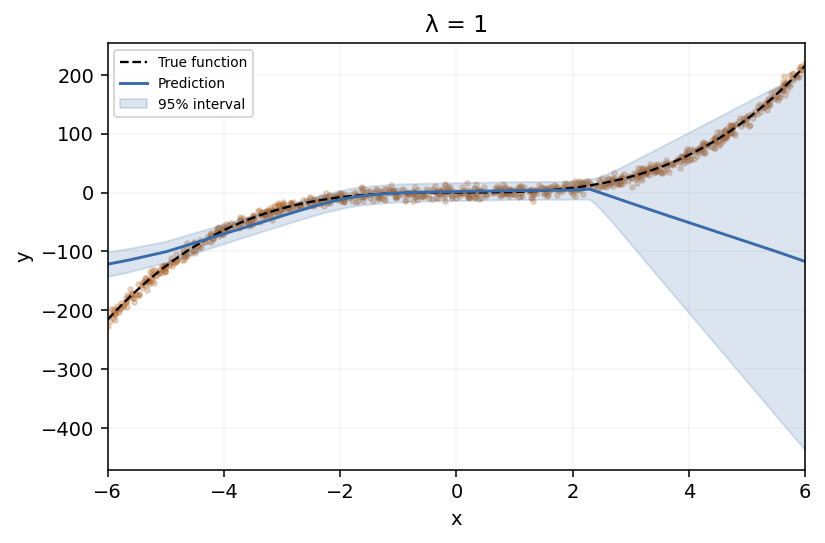 λ = 1
True function
Prediction
95% interval
200
100
0
−100
−200
−300
−400
y
−6
−4
−2
0
2
4
6
x